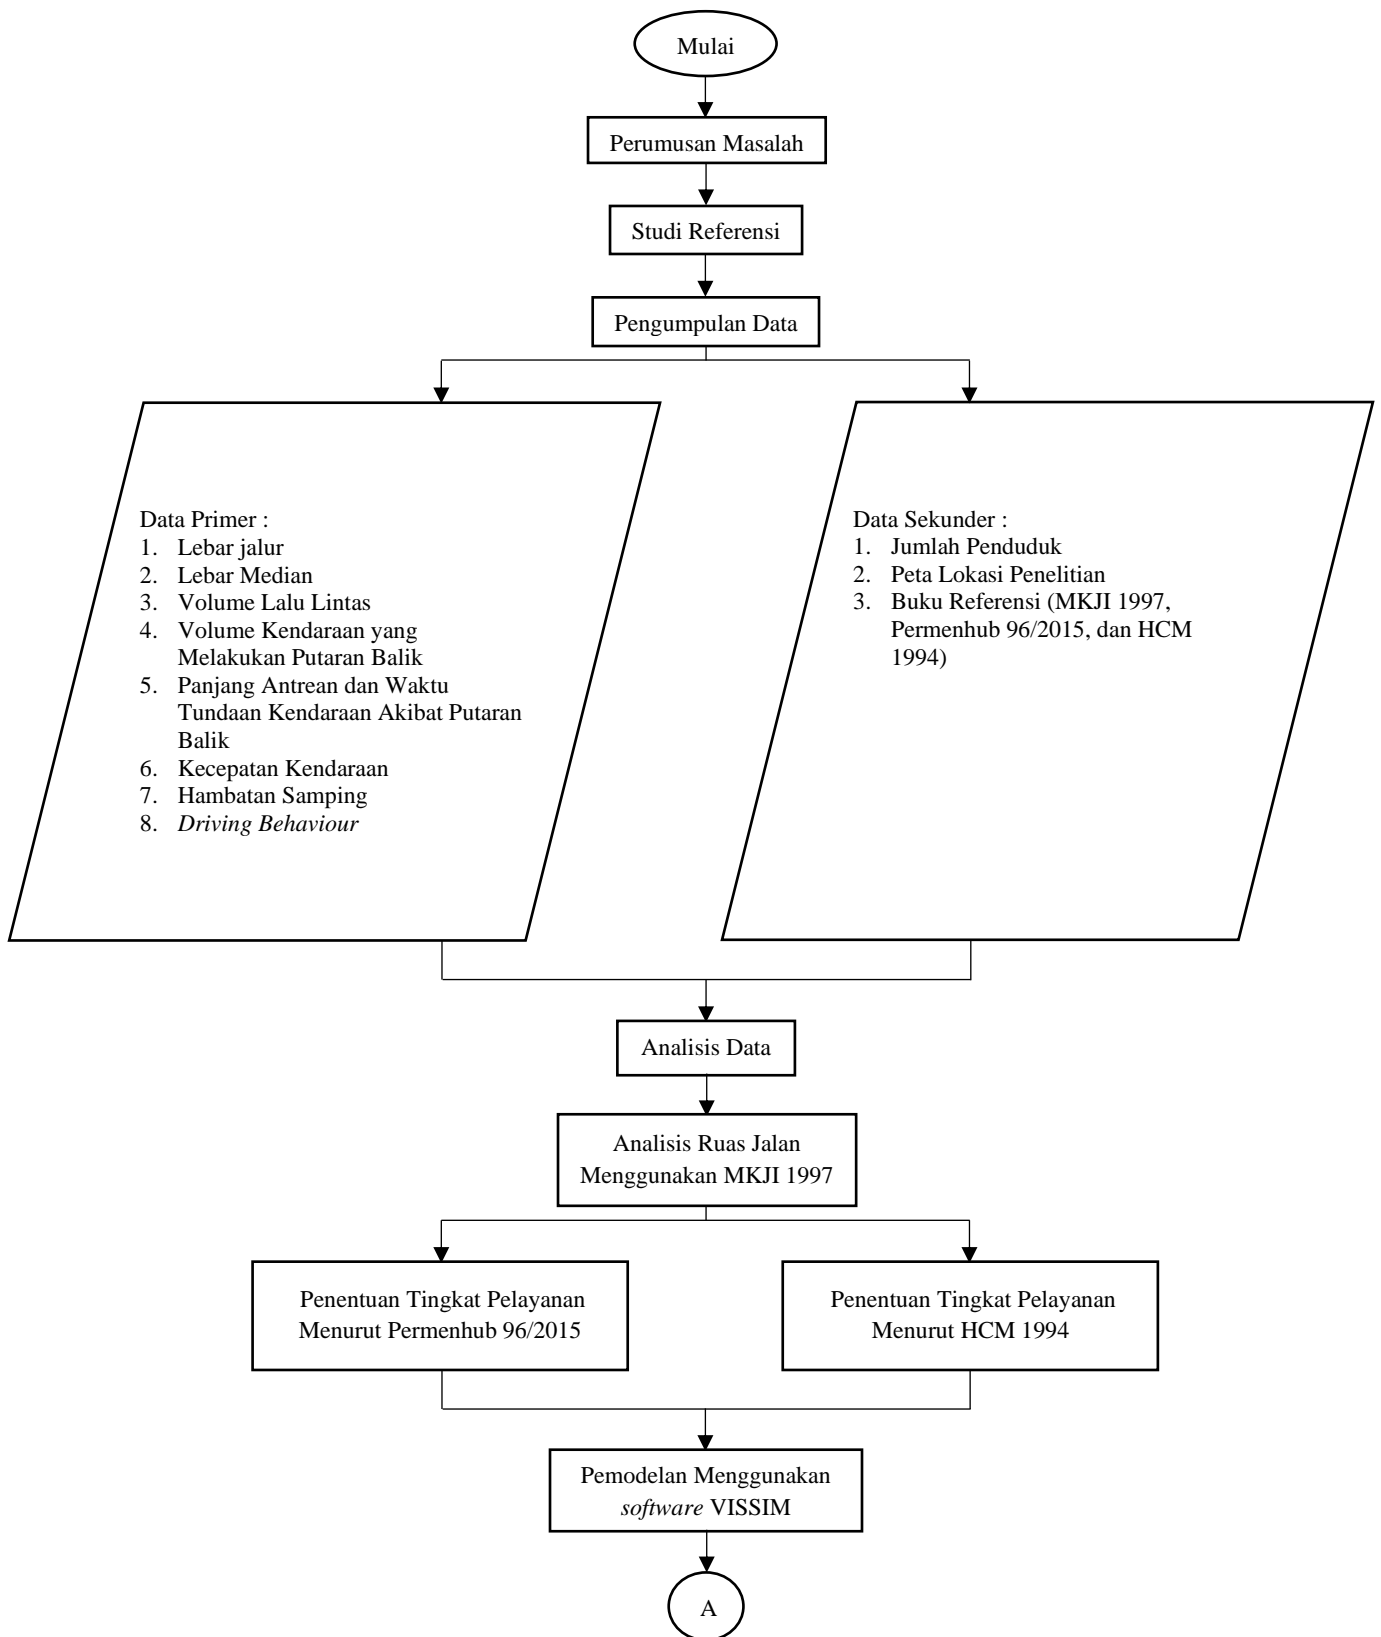 Mulai
Perumusan Masalah
Studi Referensi
Pengumpulan Data
Data Primer :
1. Lebar jalur
2. Lebar Median
3. Volume Lalu Lintas
4. Volume Kendaraan yang
Melakukan Putaran Balik
5. Panjang Antrean dan Waktu
Tundaan Kendaraan Akibat Putaran
Balik
6. Kecepatan Kendaraan
7. Hambatan Samping
8. Driving Behaviour
Data Sekunder :
1. Jumlah Penduduk
2. Peta Lokasi Penelitian
3. Buku Referensi (MKJI 1997,
Permenhub 96/2015, dan HCM
1994)
Analisis Data
Analisis Ruas Jalan
Menggunakan MKJI 1997
Penentuan Tingkat Pelayanan
Menurut Permenhub 96/2015
Penentuan Tingkat Pelayanan
Menurut HCM 1994
Pemodelan Menggunakan
software VISSIM
A